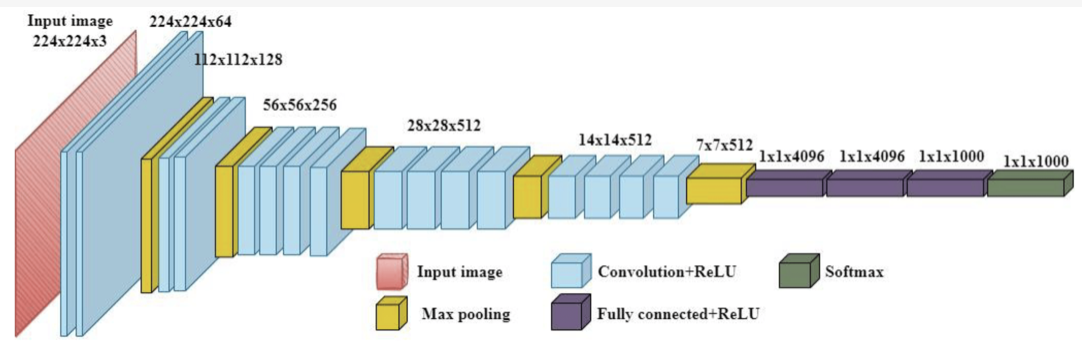 Input image
224x224x3
224x224x64
112x112x128
56x56x256
28x28x512
14x14x512
7x7x512
1x1x4096
1x1x4096
1x1x1000
1x1x1000
Input image
Convolution+ReLU
Softmax
Max pooling
Fully connected+ReLU